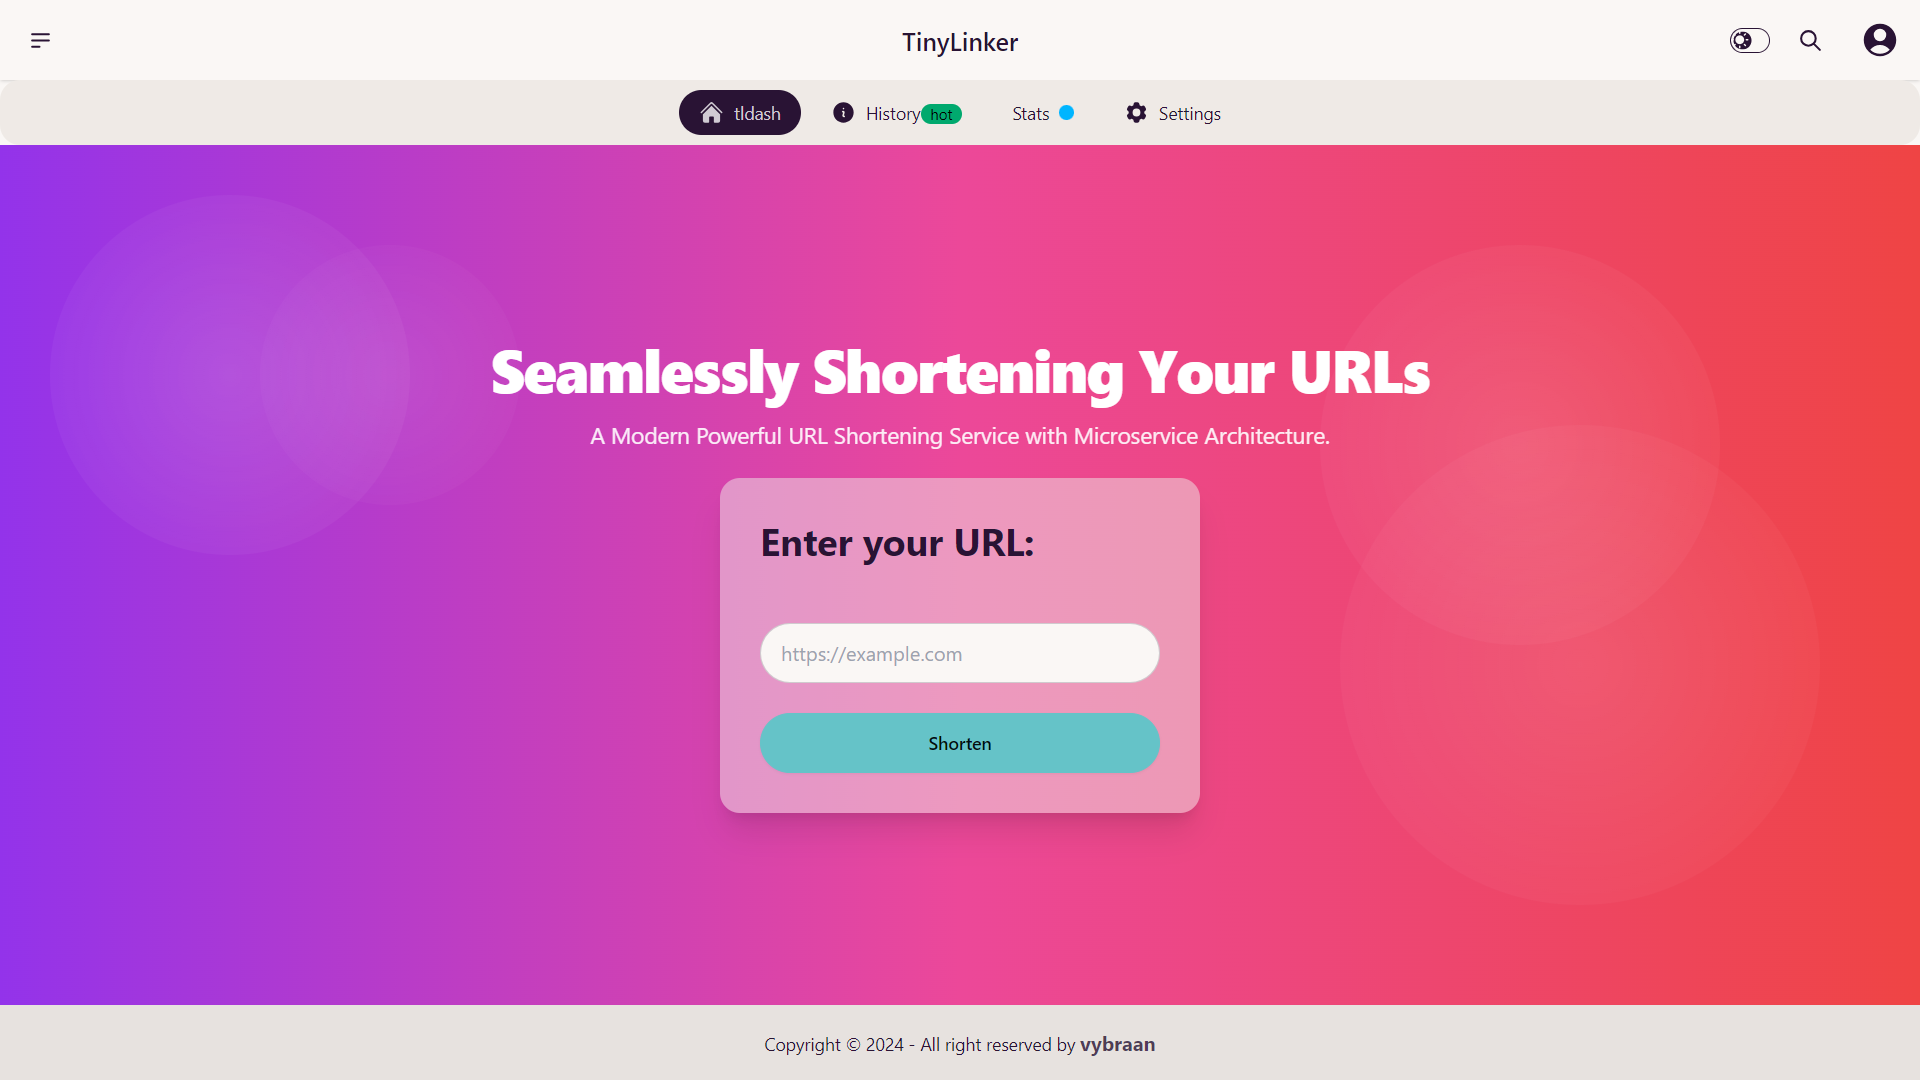 TinyLinker
tldash
History hot
Stats
Settings
Seamlessly Shortening Your URLs
A Modern Powerful URL Shortening Service with Microservice Architecture.
Enter your URL:
https://example.com
Shorten
Copyright © 2024 - All right reserved by vybraan